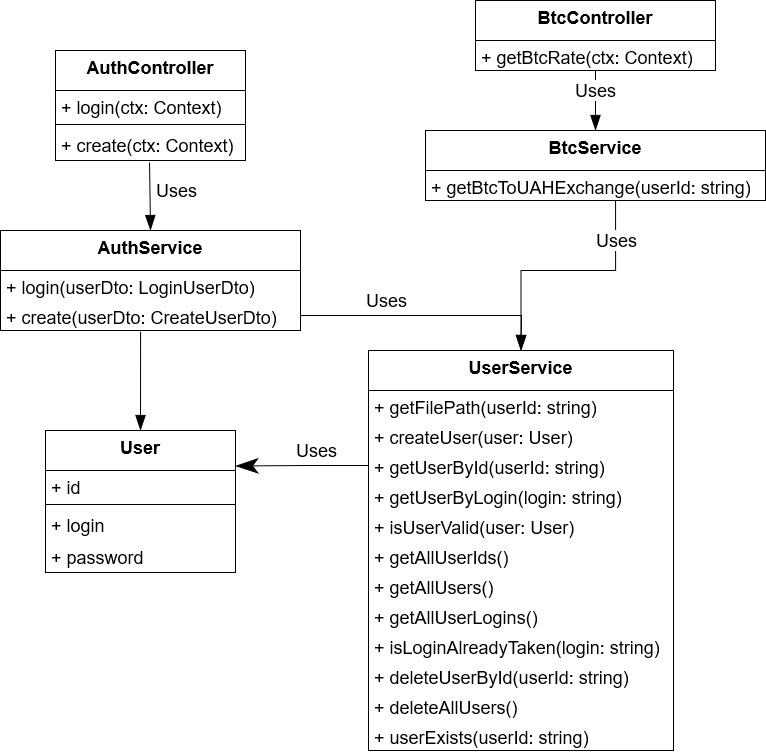 BtcController
+ getBtcRate(ctx: Context)
Uses
AuthController
+ login(ctx: Context)
+ create(ctx: Context)
Uses
BtcService
+ getBtcToUAHExchange(userId: string)
Uses
AuthService
+ login(userDto: LoginUserDto)
+ create(userDto: CreateUserDto)
Uses
UserService
+ getFilePath(userId: string)
+ createUser(user: User)
+ getUserById(userId: string)
+ getUserByLogin(login: string)
+ isUserValid(user: User)
+ getAllUserIds()
+ getAllUsers()
+ getAllUserLogins()
+ isLoginAlreadyTaken(login: string)
+ deleteUserById(userId: string)
+ deleteAllUsers()
+ userExists(userId: string)
Uses
User
+ id
+ login
+ password